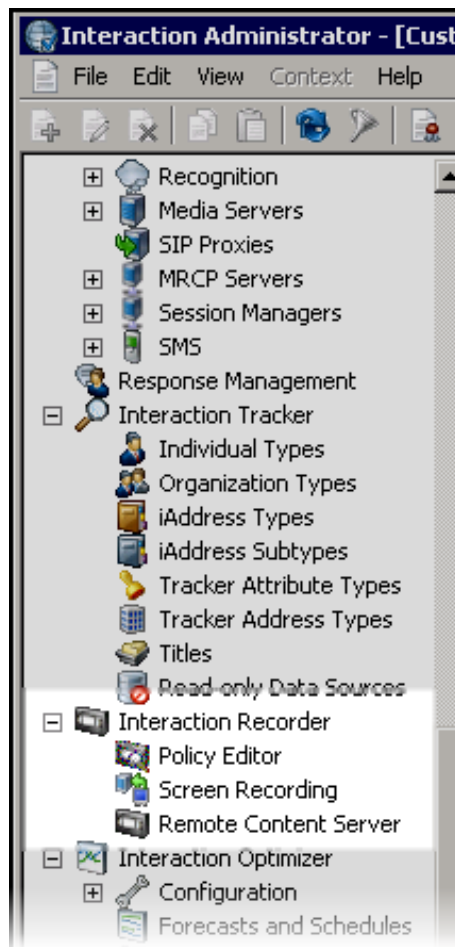 Interaction Administrator - [Cust
File Edit View Context Help
Recognition
Media Servers
SIP Proxies
MRCP Servers
Session Managers
SMS
Response Management
Interaction Tracker
Individual Types
Organization Types
iAddress Types
iAddress Subtypes
Tracker Attribute Types
Tracker Address Types
Titles
Read-only Data Sources
Interaction Recorder
Policy Editor
Screen Recording
Remote Content Server
Interaction Optimizer
Configuration
Forecasts and Schedules